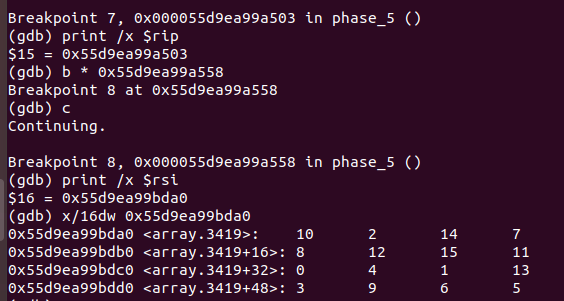 Breakpoint 7, 0x000055d9ea99a503 in phase_5 ()
(gdb) print /x $rip
$15 = 0x55d9ea99a503
(gdb) b * 0x55d9ea99a558
Breakpoint 8 at 0x55d9ea99a558
(gdb) c
Continuing.

Breakpoint 8, 0x000055d9ea99a558 in phase_5 ()
(gdb) print /x $rsi
$16 = 0x55d9ea99bda0
(gdb) x/16dw 0x55d9ea99bda0
0x55d9ea99bda0 <array.3419>: 10 2 14 7
0x55d9ea99bdb0 <array.3419+16>: 8 12 15 11
0x55d9ea99bdc0 <array.3419+32>: 0 4 1 13
0x55d9ea99bdd0 <array.3419+48>: 3 9 6 5